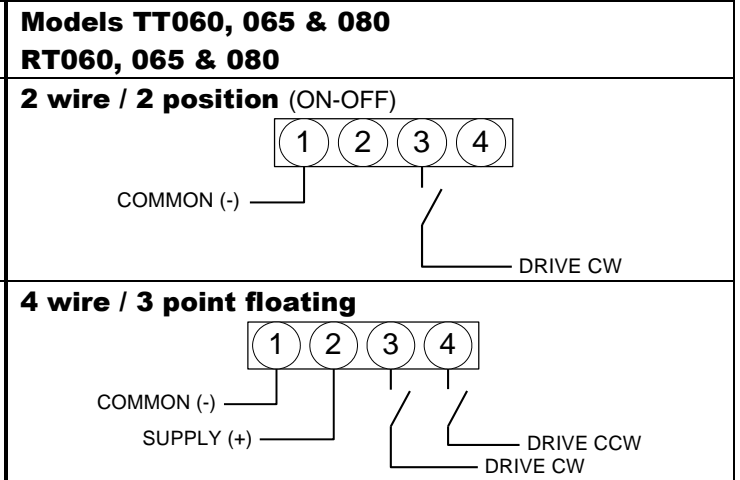 Models TT060, 065 & 080
RT060, 065 & 080
2 wire / 2 position (ON-OFF)
1 2 3 4
COMMON (-)
DRIVE CW
4 wire / 3 point floating
1 2 3 4
COMMON (-)
SUPPLY (+)
DRIVE CCW
DRIVE CW